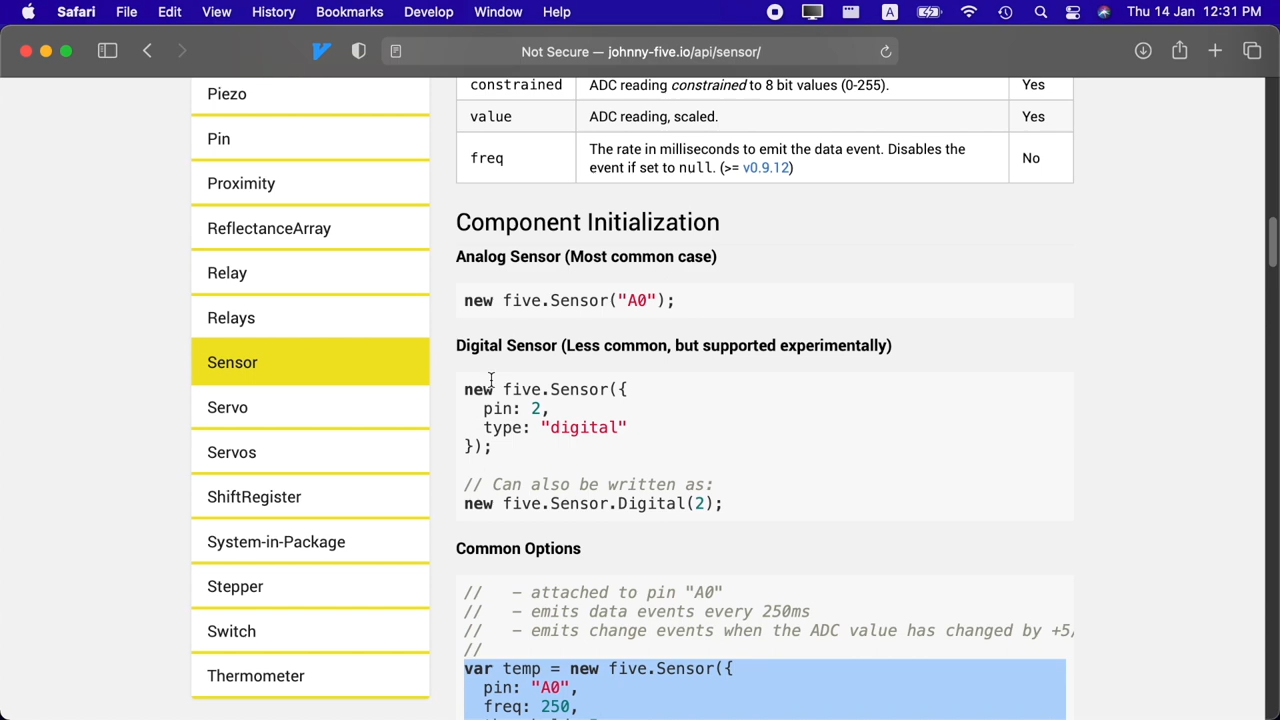 Safari File Edit View History Bookmarks Develop Window Help A Thu 14 Jan 12:31 PM
Not Secure — johnny-five.io/api/sensor/
Piezo
Pin
Proximity
ReflectanceArray
Relay
Relays
Sensor
Servo
Servos
ShiftRegister
System-in-Package
Stepper
Switch
Thermometer
constrained ADC reading constrained to 8 bit values (0-255). Yes
value ADC reading, scaled. Yes
freq The rate in milliseconds to emit the data event. Disables the No
event if set to null. (>= v0.9.12)
Component Initialization
Analog Sensor (Most common case)
new five.Sensor("A0");
Digital Sensor (Less common, but supported experimentally)
new five.Sensor({
pin: 2,
type: "digital"
});
// Can also be written as:
new five.Sensor.Digital(2);
Common Options
// - attached to pin "A0"
// - emits data events every 250ms
// - emits change events when the ADC value has changed by +5/
//
var temp = new five.Sensor({
pin: "A0",
freq: 250,